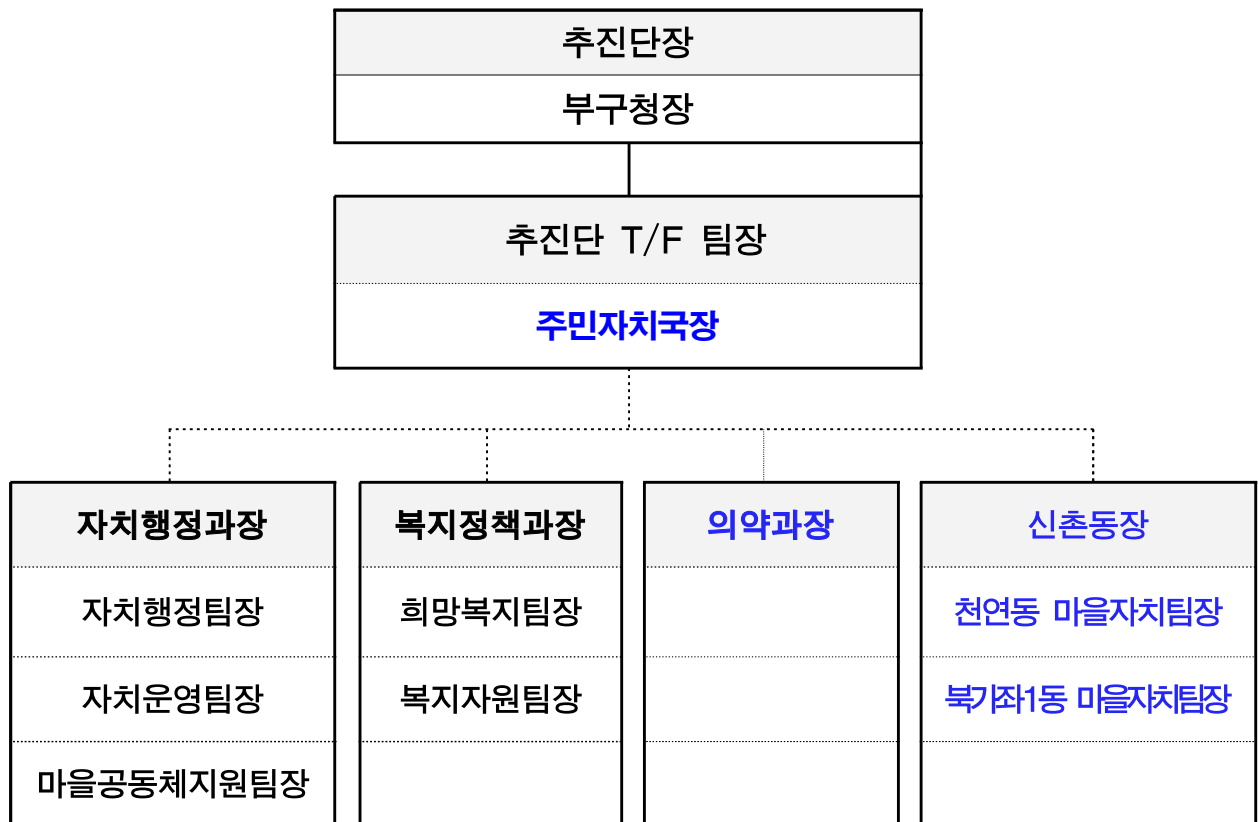 추진단장
부구청장
추진단 T/F 팀장
주민자치국장
자치행정과장
복지정책과장
의약과장
신촌동장
자치행정팀장
희망복지팀장
천연동 마을자치팀장
자치운영팀장
복지자원팀장
북가좌1동 마을자치팀장
마을공동체지원팀장